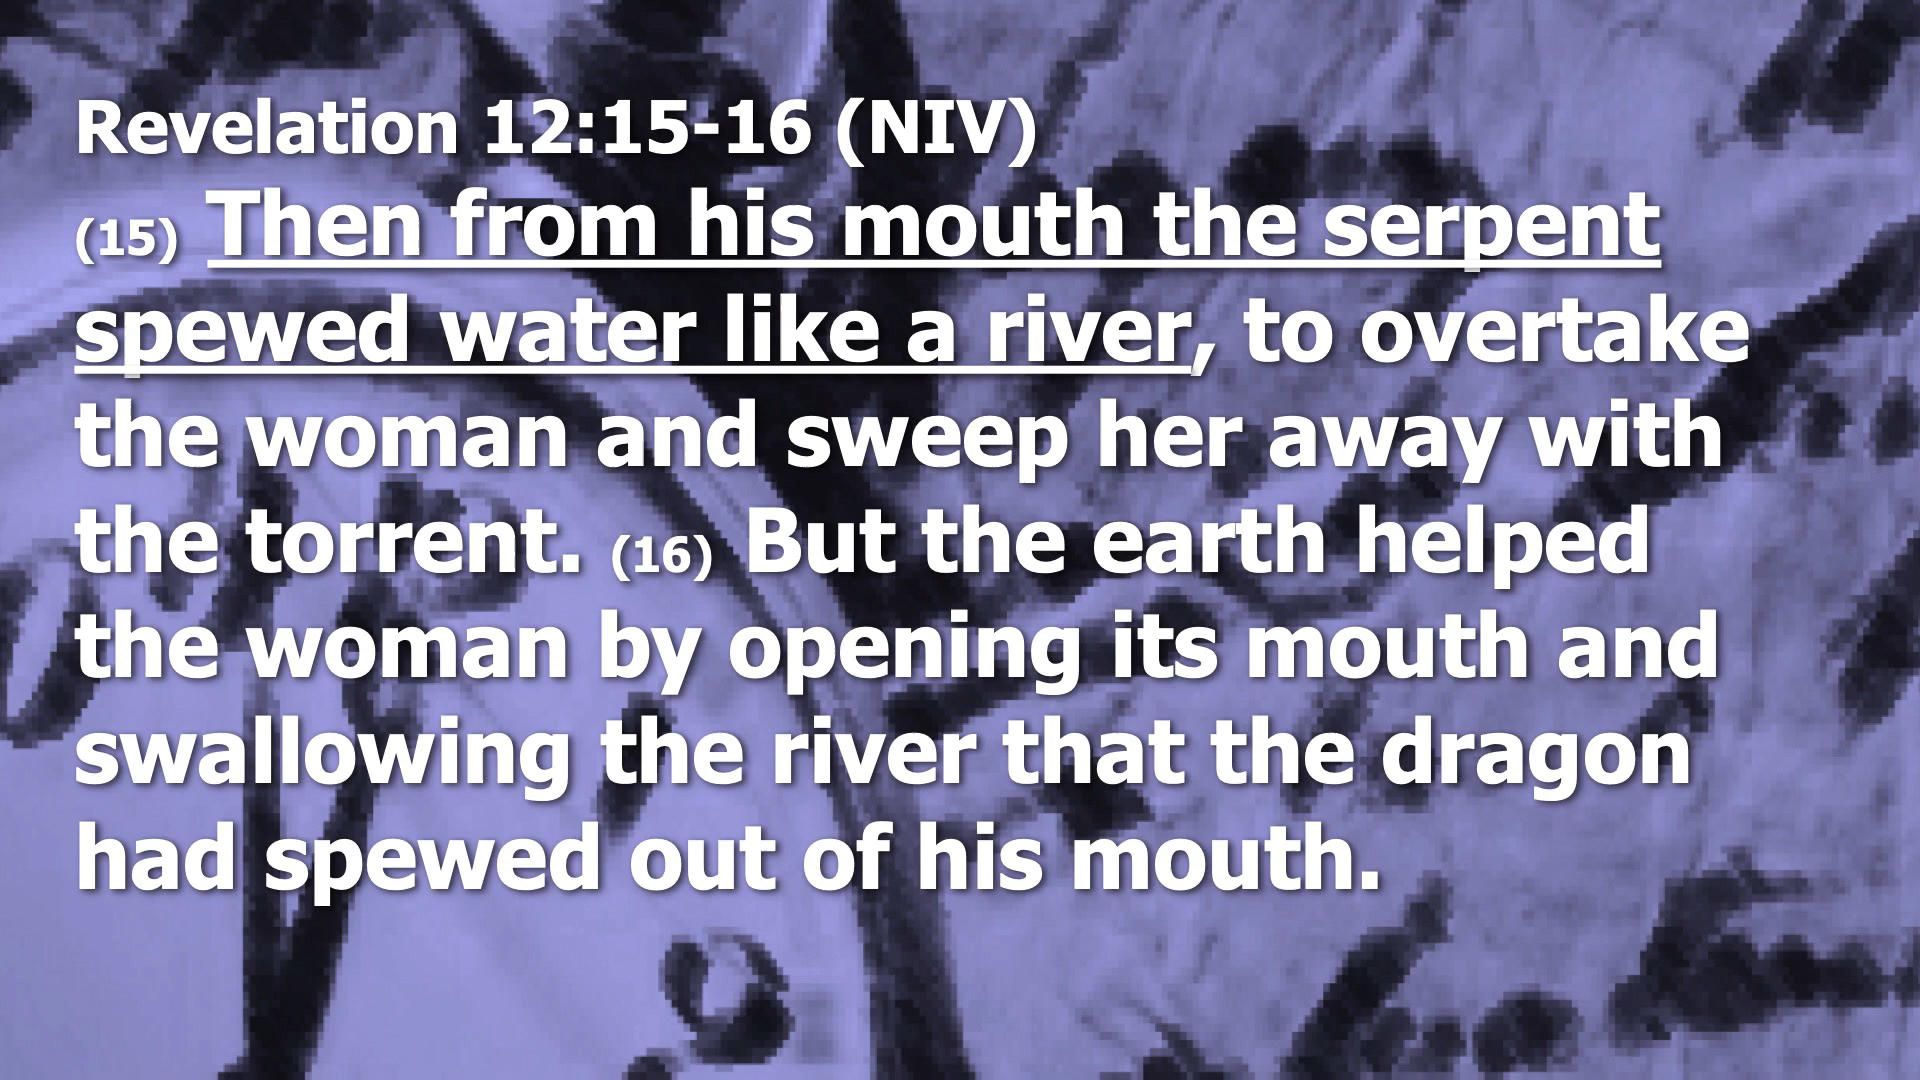 Revelation 12:15-16 (NIV)
(15) Then from his mouth the serpent
spewed water like a river, to overtake
the woman and sweep her away with
the torrent. (16) But the earth helped
the woman by opening its mouth and
swallowing the river that the dragon
had spewed out of his mouth.